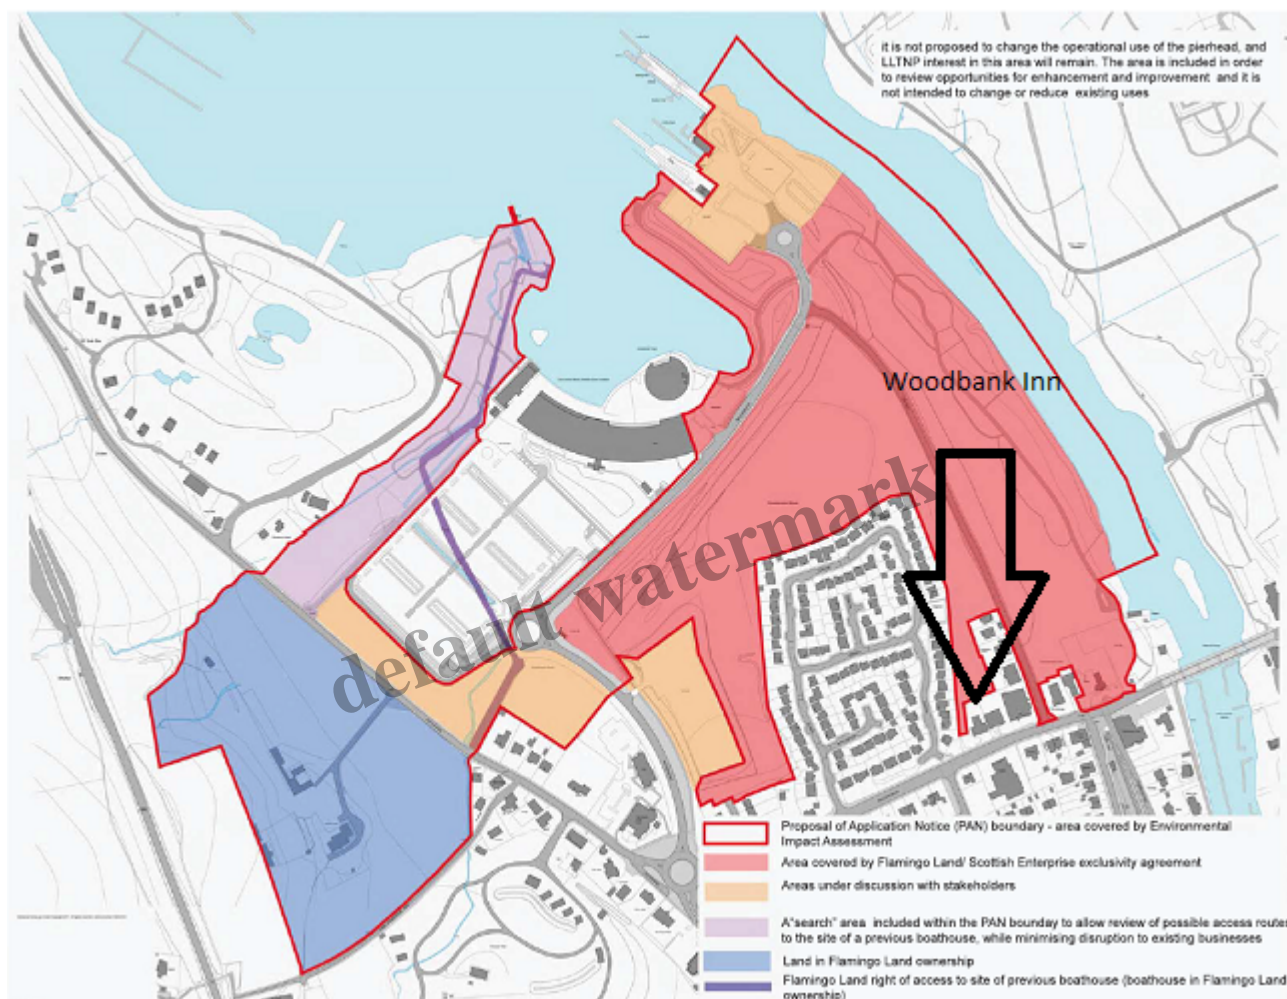 it is not proposed to change the operational use of the pierhead, and
LLTNP interest in this area will remain. The area is included in order
to review opportunities for enhancement and improvement and it is
not intended to change or reduce existing uses
Woodbank Inn
default watermark
Proposal of Application Notice (PAN) boundary - area covered by Environmental
Impact Assessment
Area covered by Flamingo Land/ Scottish Enterprise exclusivity agreement
Areas under discussion with stakeholders
A"search" area included within the PAN bounday to allow review of possible access routes
to the site of a previous boathouse, while minimising disruption to existing businesses
Land in Flamingo Land ownership
Flamingo Land right of access to site of previous boathouse (boathouse in Flamingo Land
ownership)